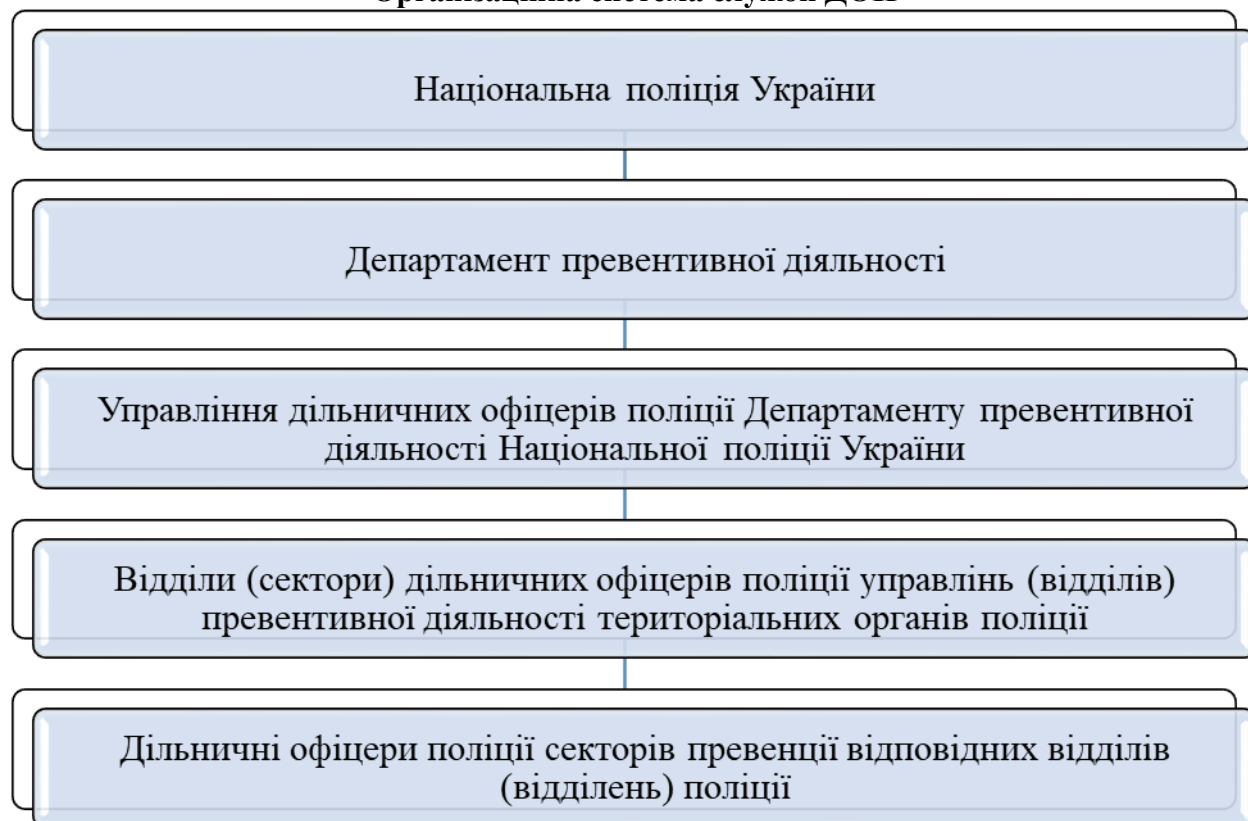 Організаційна система служби ДОП
Національна поліція України
Департамент превентивної діяльності
Управління дільничних офіцерів поліції Департаменту превентивної
діяльності Національної поліції України
Відділи (сектори) дільничних офіцерів поліції управлінь (відділів)
превентивної діяльності територіальних органів поліції
Дільничні офіцери поліції секторів превенції відповідних відділів
(відділень) поліції